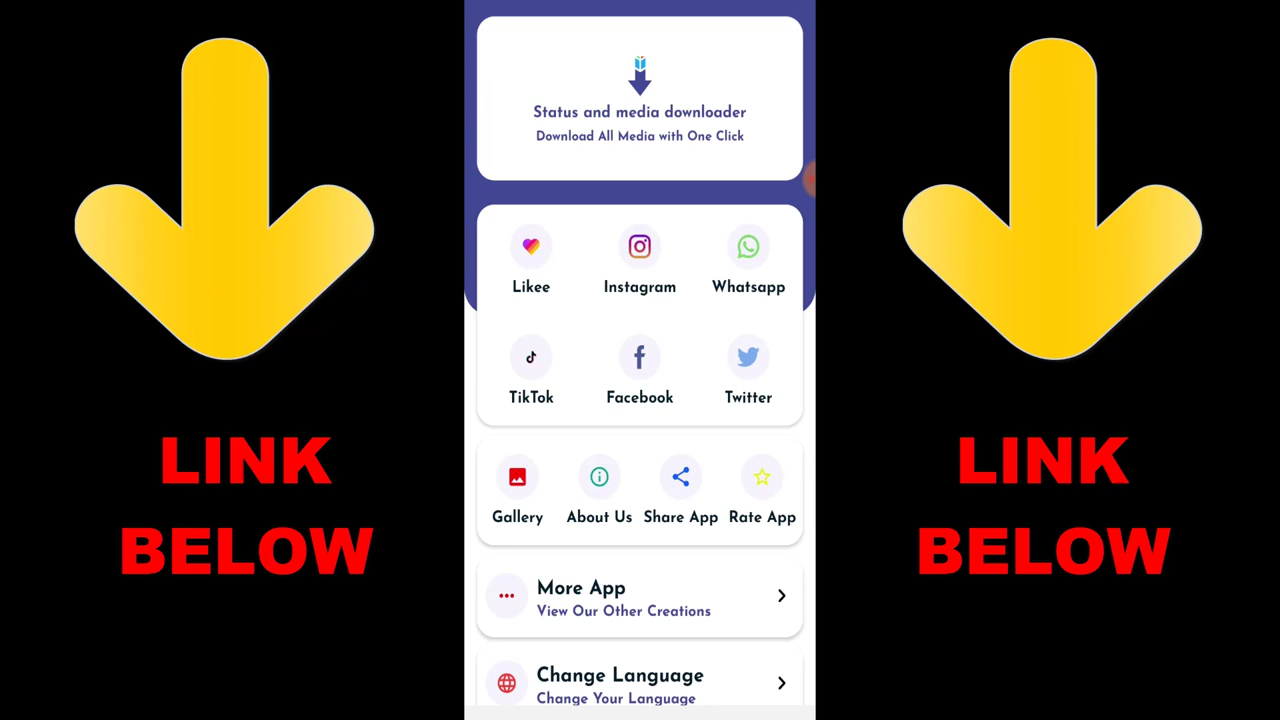 Status and media downloader
Download All Media with One Click
Likee
Instagram
Whatsapp
TikTok
Facebook
Twitter
LINK
BELOW
LINK
BELOW
Gallery
About Us
Share App
Rate App
More App
View Our Other Creations
Change Language
Change Your Language